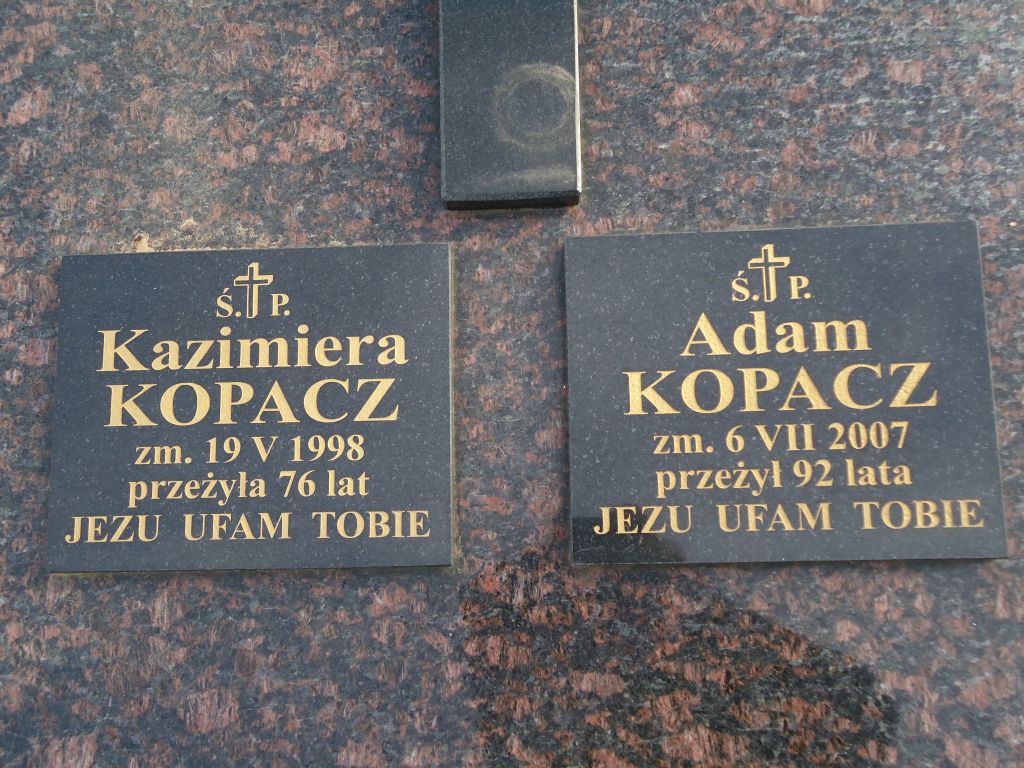 Ś. P.
Kazimiera
KOPACZ
zm. 19 V 1998
przeżyła 76 lat
JEZU UFAM TOBIE
Ś. P.
Adam
KOPACZ
zm. 6 VII 2007
przeżył 92 lata
JEZU UFAM TOBIE